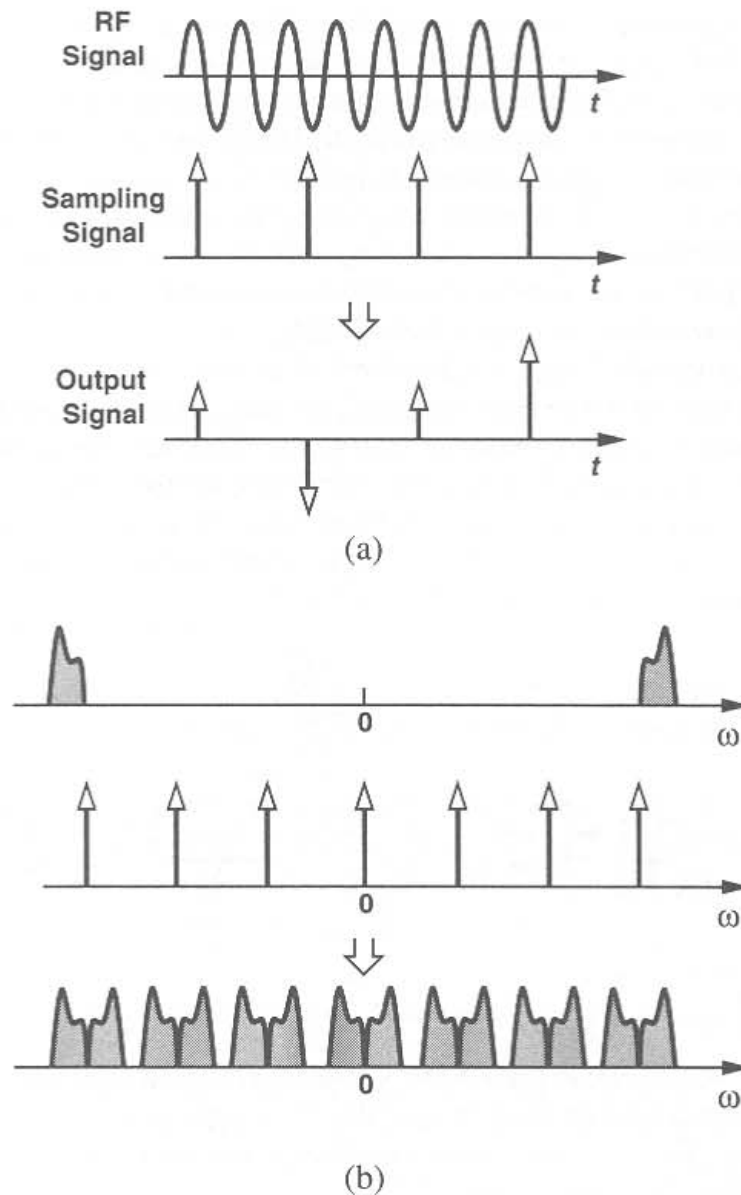 RF
Signal
t
Sampling
Signal
t
Output
Signal
t
(a)
0
ω
0
ω
0
ω
(b)